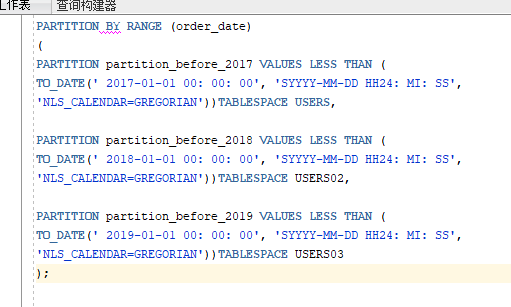 工作表 查询构建器
PARTITION BY RANGE (order_date)
(
PARTITION partition_before_2017 VALUES LESS THAN (
TO_DATE(' 2017-01-01 00: 00: 00', 'SYYYY-MM-DD HH24: MI: SS',
'NLS_CALENDAR=GREGORIAN'))TABLESPACE USERS,
PARTITION partition_before_2018 VALUES LESS THAN (
TO_DATE(' 2018-01-01 00: 00: 00', 'SYYYY-MM-DD HH24: MI: SS',
'NLS_CALENDAR=GREGORIAN'))TABLESPACE USERS02,
PARTITION partition_before_2019 VALUES LESS THAN (
TO_DATE(' 2019-01-01 00: 00: 00', 'SYYYY-MM-DD HH24: MI: SS',
'NLS_CALENDAR=GREGORIAN'))TABLESPACE USERS03
);